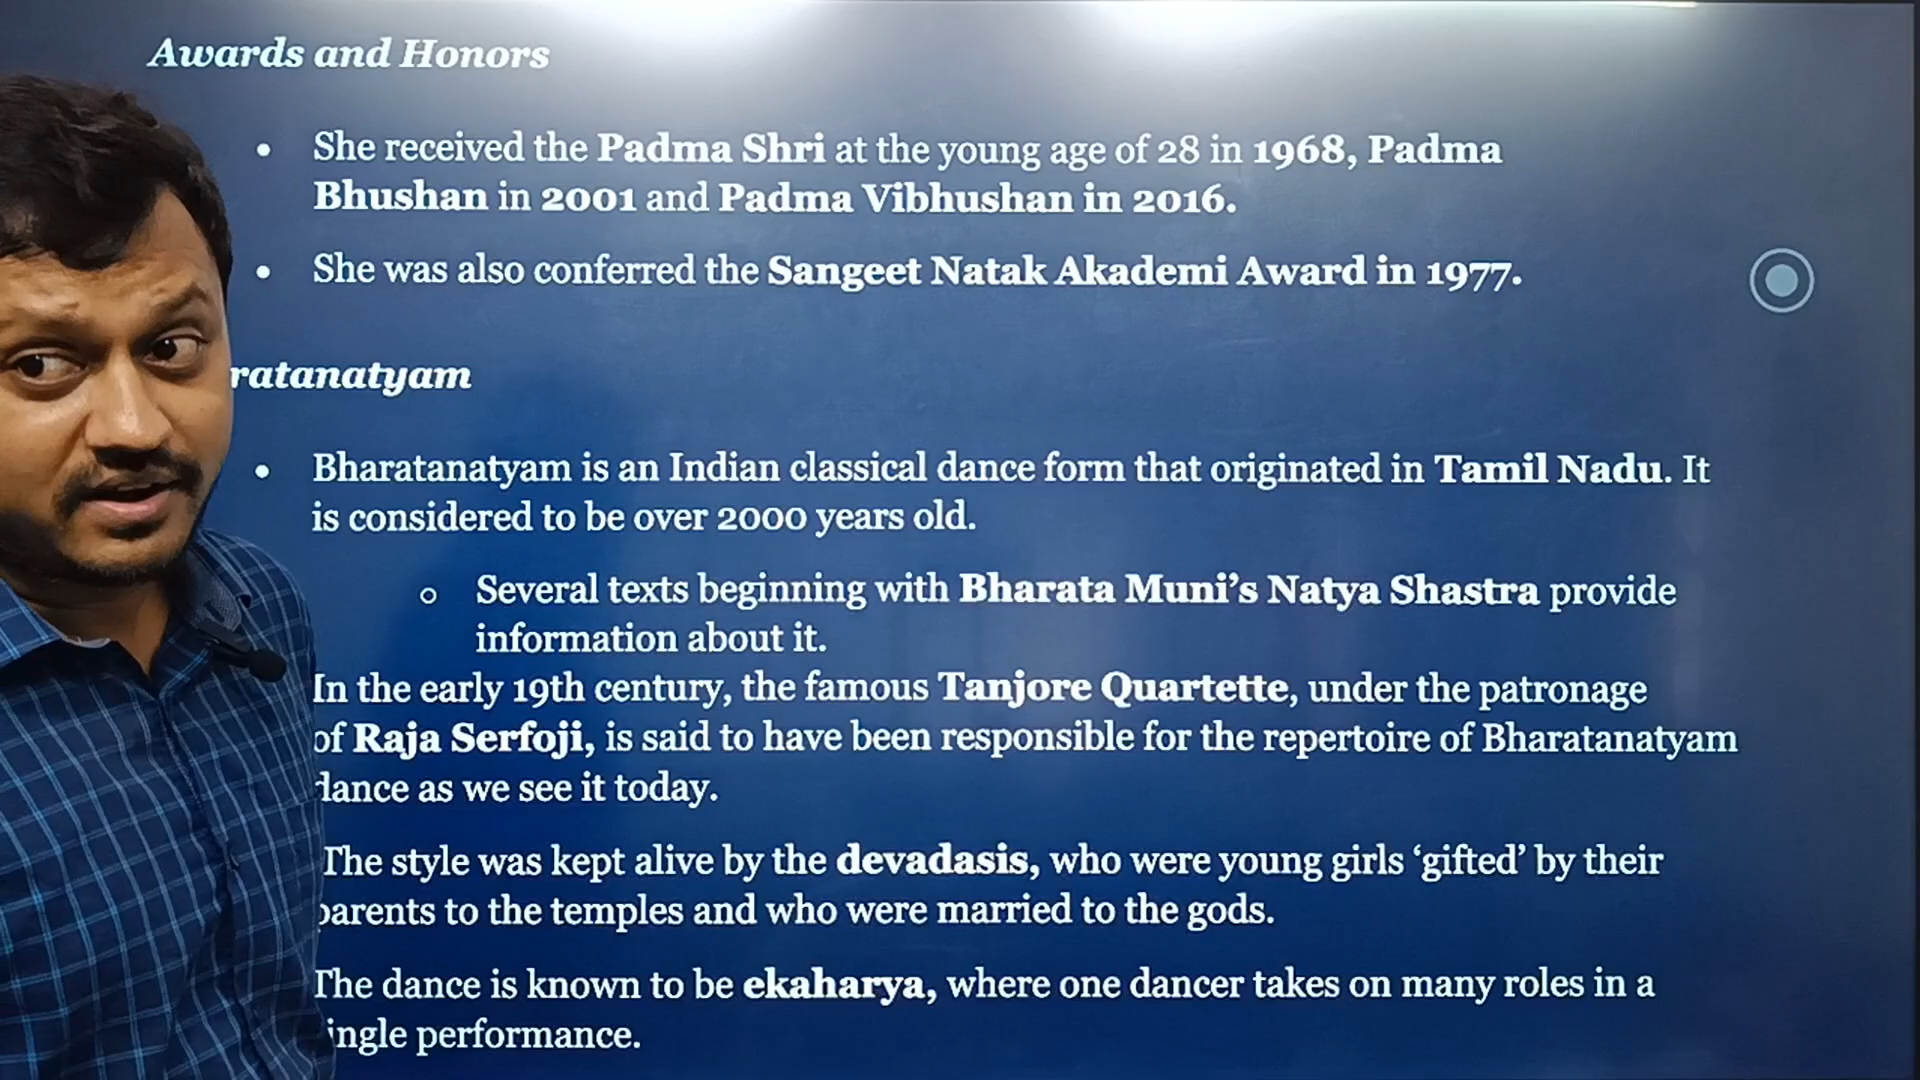 Awards and Honors
• She received the Padma Shri at the young age of 28 in 1968, Padma
Bhushan in 2001 and Padma Vibhushan in 2016.
• She was also conferred the Sangeet Natak Akademi Award in 1977.
ratanatyam
• Bharatanatyam is an Indian classical dance form that originated in Tamil Nadu. It
is considered to be over 2000 years old.
o Several texts beginning with Bharata Muni’s Natya Shastra provide
information about it.
In the early 19th century, the famous Tanjore Quartette, under the patronage
of Raja Serfoji, is said to have been responsible for the repertoire of Bharatanatyam
dance as we see it today.
The style was kept alive by the devadasis, who were young girls ‘gifted’ by their
parents to the temples and who were married to the gods.
The dance is known to be ekaharya, where one dancer takes on many roles in a
ingle performance.